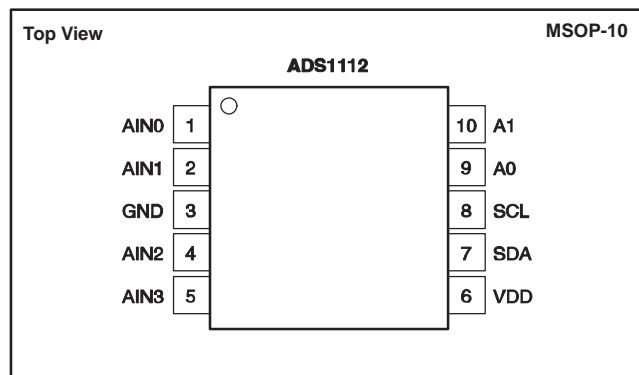 Top View MSOP-10
ADS1112
AIN0 1 10 A1
AIN1 2 9 A0
GND 3 8 SCL
AIN2 4 7 SDA
AIN3 5 6 VDD